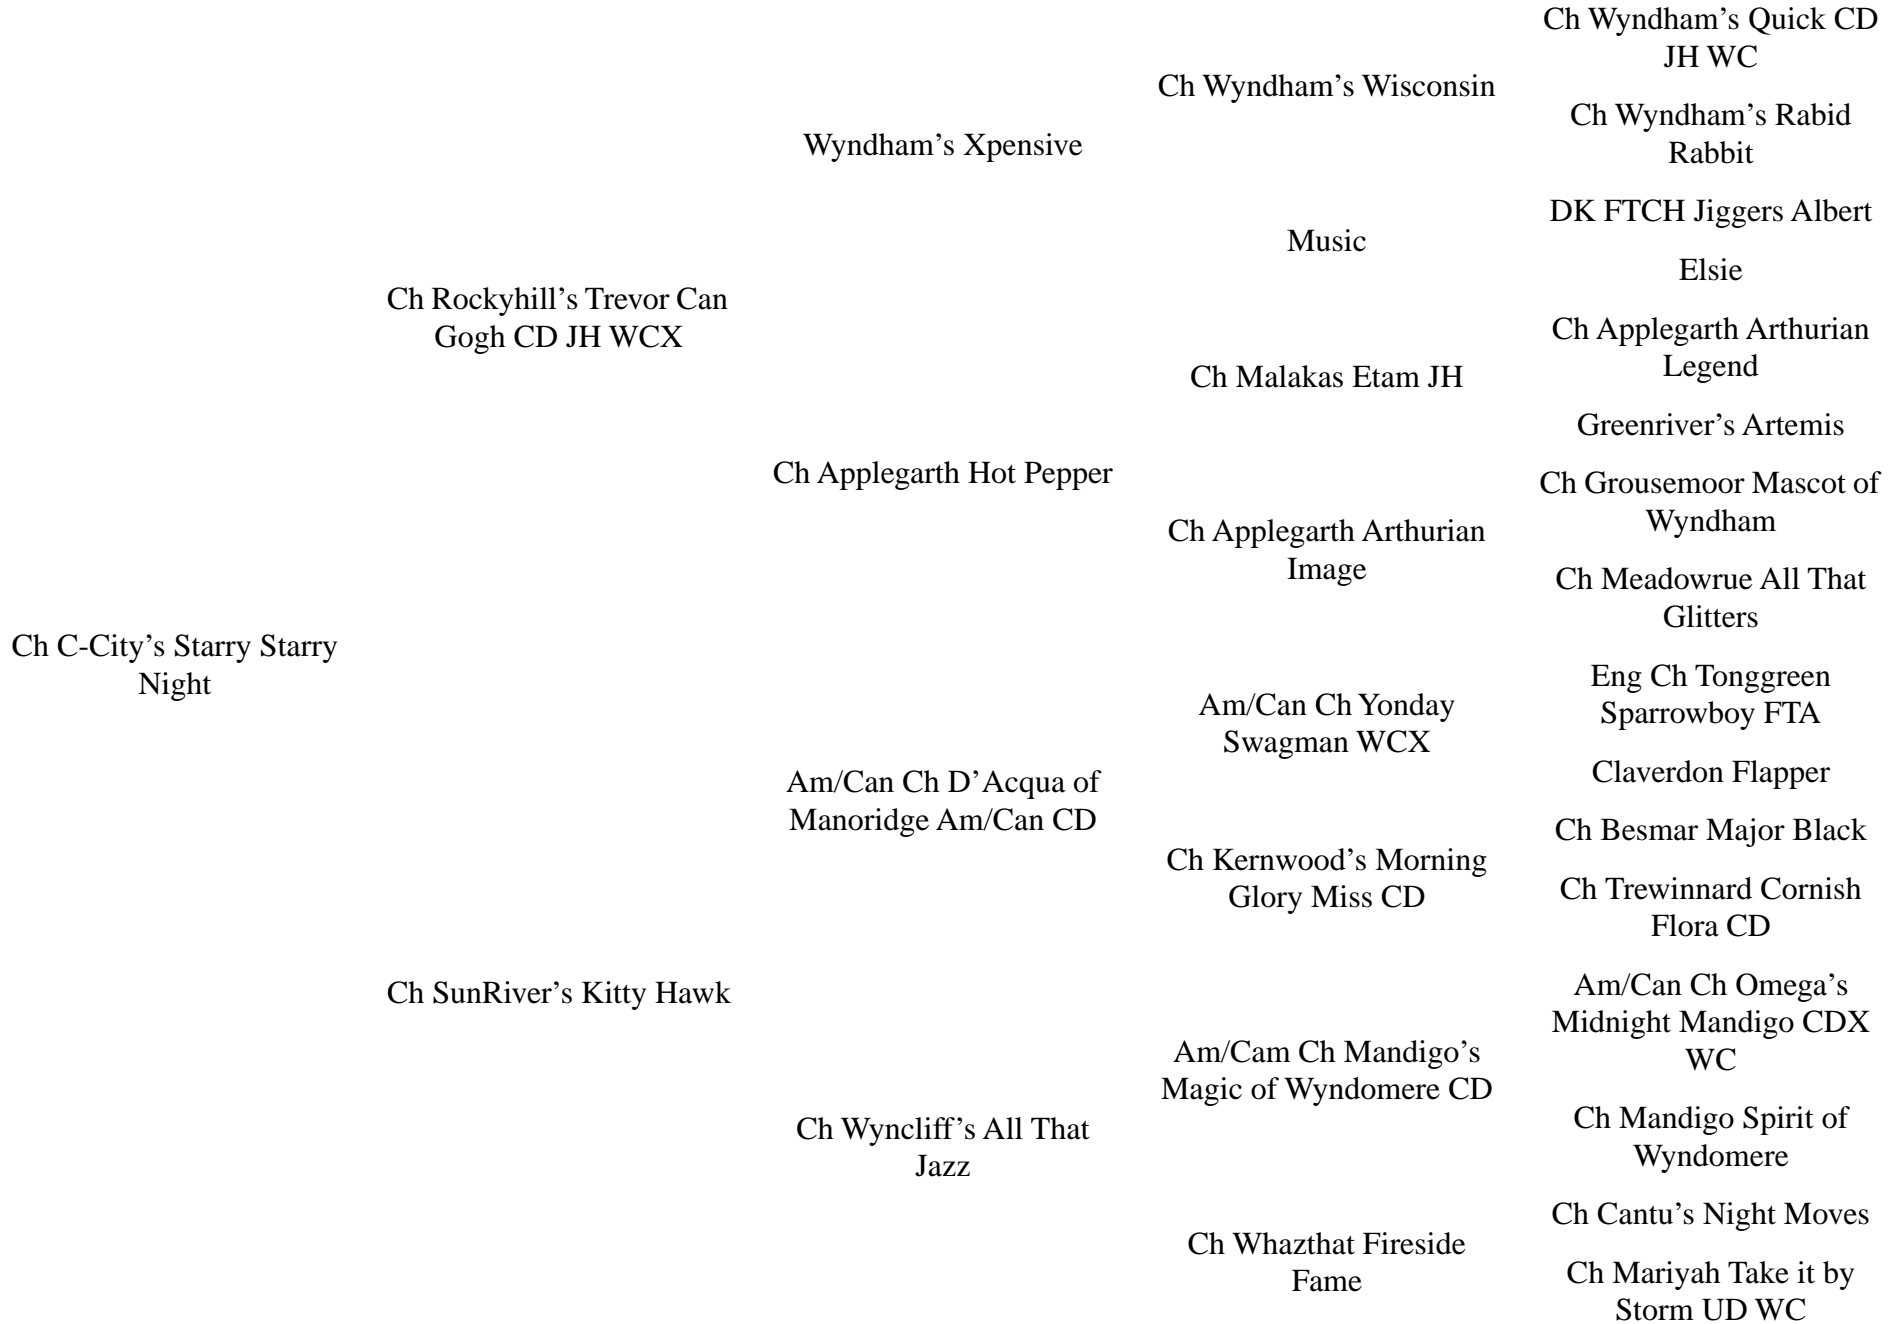 Ch C-City’s Starry Starry
Night
Ch Rockyhill’s Trevor Can
Gogh CD JH WCX
Ch SunRiver’s Kitty Hawk
Wyndham’s Xpensive
Ch Applegarth Hot Pepper
Am/Can Ch D’Acqua of
Manoridge Am/Can CD
Ch Wyncliff’s All That
Jazz
Ch Wyndham’s Wisconsin
Music
Ch Malakas Etam JH
Ch Applegarth Arthurian
Image
Am/Can Ch Yonday
Swagman WCX
Ch Kernwood’s Morning
Glory Miss CD
Am/Cam Ch Mandigo’s
Magic of Wyndomere CD
Ch Whazthat Fireside
Fame
Ch Wyndham’s Quick CD
JH WC
Ch Wyndham’s Rabid
Rabbit
DK FTCH Jiggers Albert
Elsie
Ch Applegarth Arthurian
Legend
Greenriver’s Artemis
Ch Grousemoor Mascot of
Wyndham
Ch Meadowrue All That
Glitters
Eng Ch Tonggreen
Sparrowboy FTA
Claverdon Flapper
Ch Besmar Major Black
Ch Trewinnard Cornish
Flora CD
Am/Can Ch Omega’s
Midnight Mandigo CDX
WC
Ch Mandigo Spirit of
Wyndomere
Ch Cantu’s Night Moves
Ch Mariyah Take it by
Storm UD WC